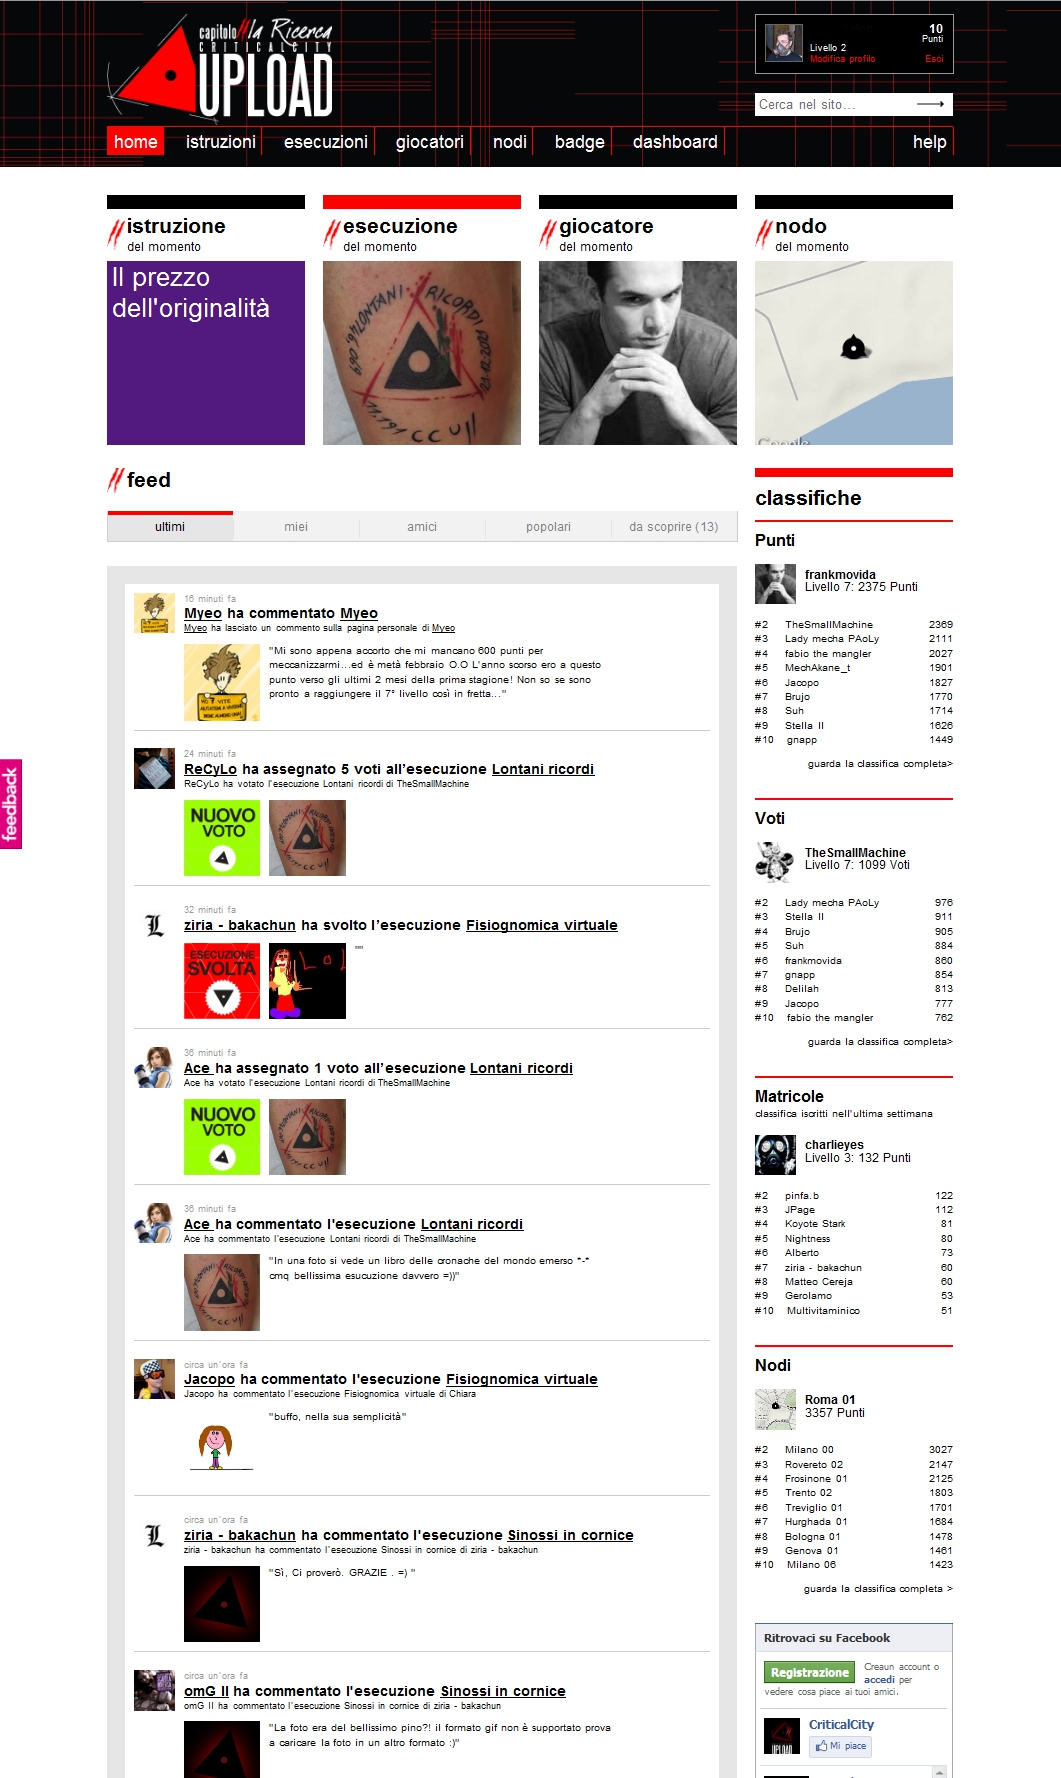 capitolo///la Ricerca
CRITICALCITY
UPLOAD
10
Punti
Livello 2
Modifica profilo
Esci
Cerca nel sito...
home
istruzioni
esecuzioni
giocatori
nodi
badge
dashboard
help
istruzione
del momento
esecuzione
del momento
giocatore
del momento
nodo
del momento
Il prezzo
dell'originalità
LONTANI RICORDI
CCU
Google
feed
ultimi
miei
amici
popolari
da scoprire (13)
16 minuti fa
Myeo ha commentato Myeo
Myeo ha lasciato un commento sulla pagina personale di Myeo
"Mi sono appena accorto che mi mancano 600 punti per
meccanizzarmi...ed è metà febbraio O.O L'anno scorso ero a questo
punto verso gli ultimi 2 mesi della prima stagione! Non so se sono
pronto a raggiungere il 7° livello così in fretta..."
24 minuti fa
ReCyLo ha assegnato 5 voti all'esecuzione Lontani ricordi
ReCyLo ha votato l'esecuzione Lontani ricordi di TheSmallMachine
NUOVO
VOTO
32 minuti fa
ziria - bakachun ha svolto l'esecuzione Fisiognomica virtuale
ESECUZIONE
SVOLTA
LOL
""
36 minuti fa
Ace ha assegnato 1 voto all'esecuzione Lontani ricordi
Ace ha votato l'esecuzione Lontani ricordi di TheSmallMachine
NUOVO
VOTO
36 minuti fa
Ace ha commentato l'esecuzione Lontani ricordi
Ace ha commentato l'esecuzione Lontani ricordi di TheSmallMachine
"In una foto si vede un libro delle cronache del mondo emerso *-*
cmq bellissima esucuzione davvero =))"
circa un'ora fa
Jacopo ha commentato l'esecuzione Fisiognomica virtuale
Jacopo ha commentato l'esecuzione Fisiognomica virtuale di Chiara
"buffo, nella sua semplicità"
circa un'ora fa
ziria - bakachun ha commentato l'esecuzione Sinossi in cornice
ziria - bakachun ha commentato l'esecuzione Sinossi in cornice di ziria - bakachun
"Sì, Ci proverò. GRAZIE . =) "
circa un'ora fa
omG II ha commentato l'esecuzione Sinossi in cornice
omG II ha commentato l'esecuzione Sinossi in cornice di ziria - bakachun
"La foto era del bellissimo pino?! il formato gif non è supportato prova
a caricare la foto in un altro formato :)"
feedback
classifiche
Punti
frankmovida
Livello 7: 2375 Punti
#2 TheSmallMachine 2369
#3 Lady mecha PAoLy 2111
#4 fabio the mangler 2027
#5 MechAkane_t 1901
#6 Jacopo 1827
#7 Brujo 1770
#8 Suh 1714
#9 Stella II 1626
#10 gnapp 1449
guarda la classifica completa>
Voti
TheSmallMachine
Livello 7: 1099 Voti
#2 Lady mecha PAoLy 976
#3 Stella II 911
#4 Brujo 905
#5 Suh 884
#6 frankmovida 860
#7 gnapp 854
#8 Delilah 813
#9 Jacopo 777
#10 fabio the mangler 762
guarda la classifica completa>
Matricole
classifica iscritti nell'ultima settimana
charlieyes
Livello 3: 132 Punti
#2 pinfa.b 122
#3 JPage 112
#4 Koyote Stark 81
#5 Nightness 80
#6 Alberto 73
#7 ziria - bakachun 60
#8 Matteo Cereja 60
#9 Gerolamo 53
#10 Multivitaminico 51
Nodi
Roma 01
3357 Punti
#2 Milano 00 3027
#3 Rovereto 02 2147
#4 Frosinone 01 2125
#5 Trento 02 1803
#6 Treviglio 01 1701
#7 Hurghada 01 1684
#8 Bologna 01 1478
#9 Genova 01 1461
#10 Milano 06 1423
guarda la classifica completa >
Ritrovaci su Facebook
Registrazione
Creaun account o
accedi per
vedere cosa piace ai tuoi amici.
CriticalCity
Mi piace
UPLOAD